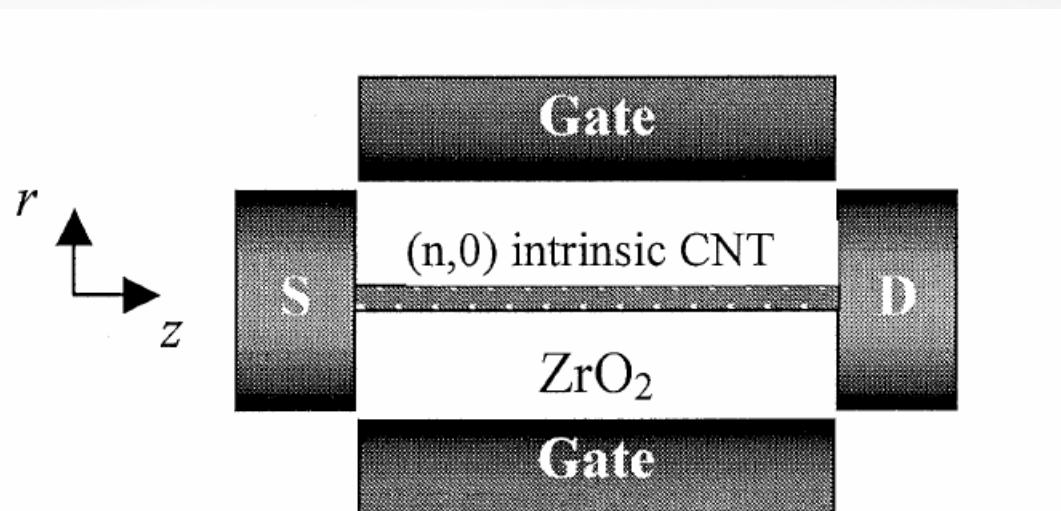 Gate
r
(n,0) intrinsic CNT
S
D
z
ZrO₂
Gate